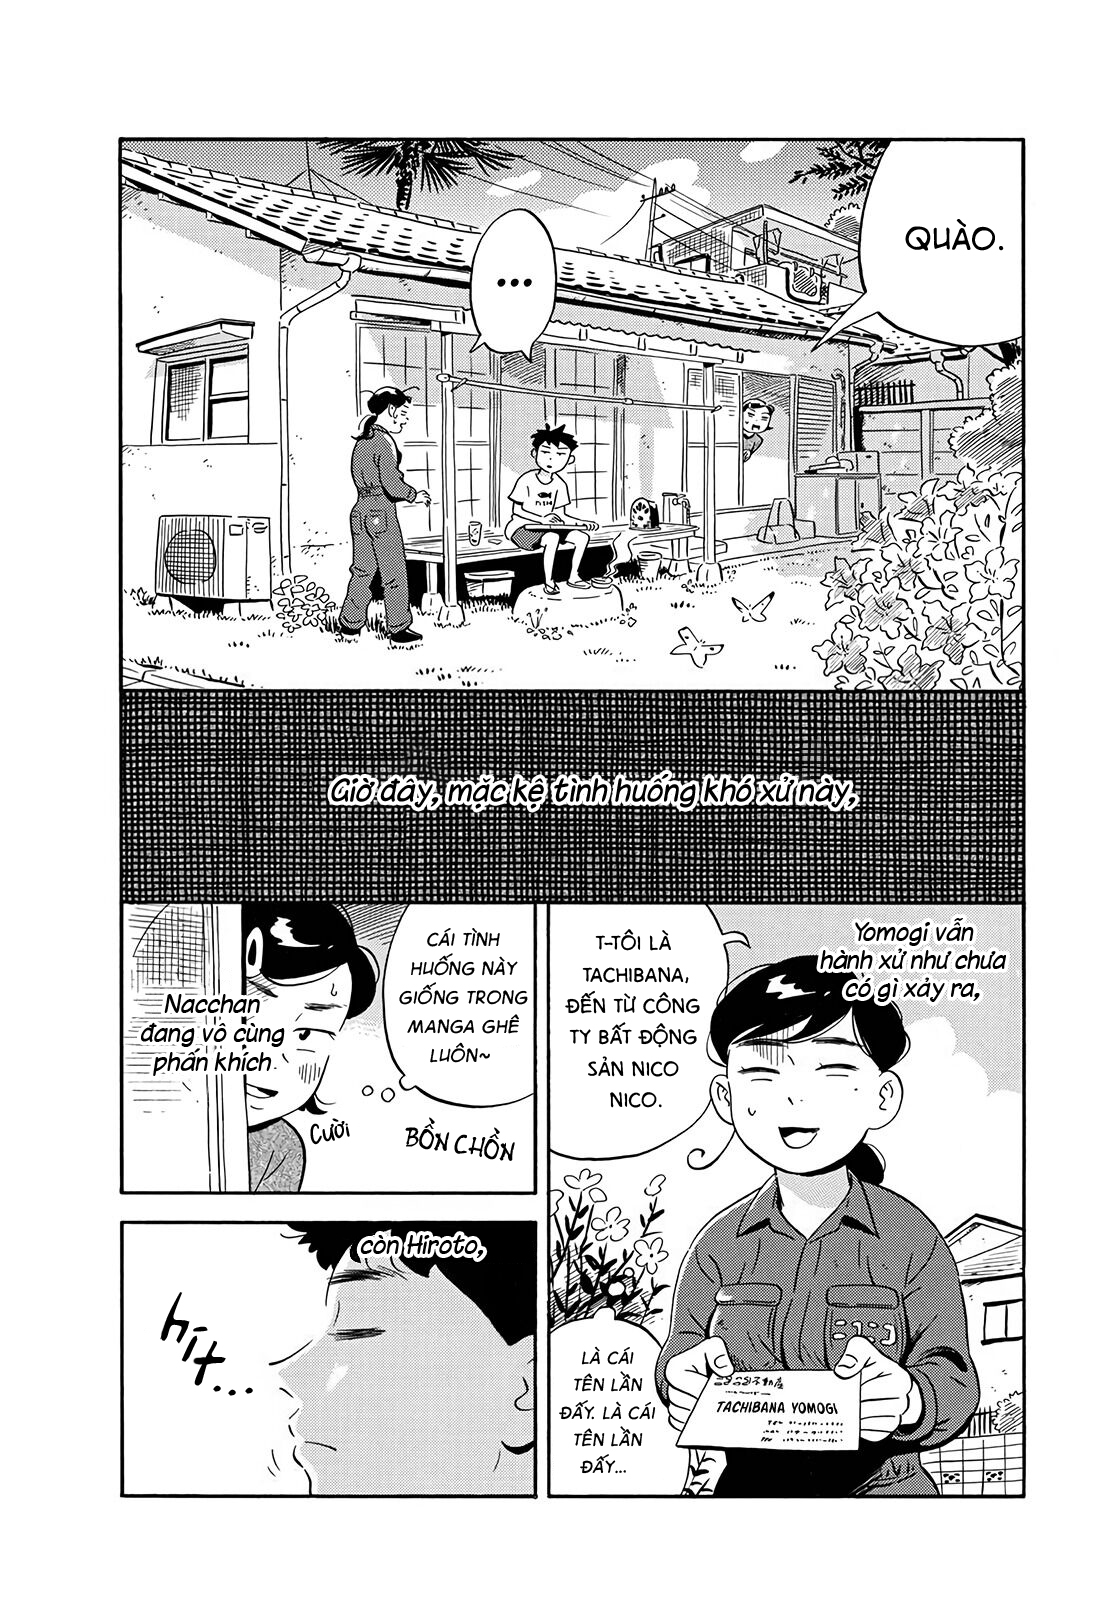 QUÀO.
...
Giờ đây, mặc kệ tình huống khó xử này,
Yomogi vẫn
hành xử như chưa
có gì xảy ra,
T-TÔI LÀ
TACHIBANA,
ĐẾN TỪ CÔNG
TY BẤT ĐỘNG
SẢN NICO
NICO.
TACHIBANA YOMOGI
LÀ CÁI
TÊN LẦN
ĐẤY. LÀ CÁI
TÊN LẦN
ĐẤY...
CÁI TÌNH
HUỐNG NÀY
GIỐNG TRONG
MANGA GHÊ
LUÔN~
Nacchan
đang vô cùng
phấn khích
Cười
BỒN CHỒN
còn Hiroto,
hít...